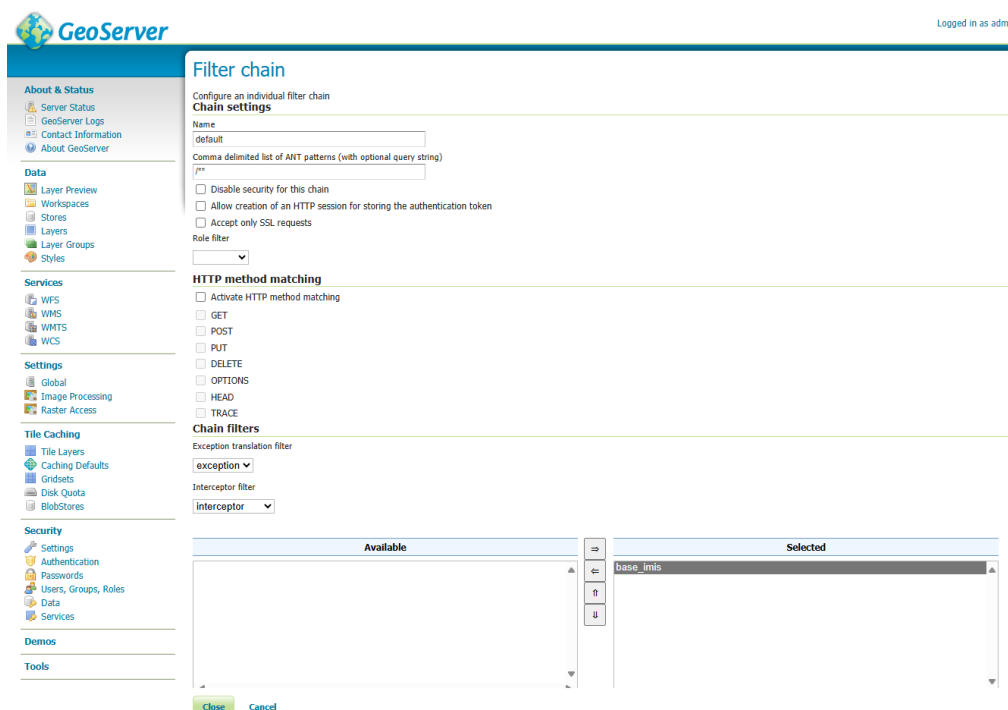 GeoServer
Logged in as adm
Filter chain
Configure an individual filter chain
Chain settings
Name
default
Comma delimited list of ANT patterns (with optional query string)
/**
Disable security for this chain
Allow creation of an HTTP session for storing the authentication token
Accept only SSL requests
Role filter
HTTP method matching
Activate HTTP method matching
GET
POST
PUT
DELETE
OPTIONS
HEAD
TRACE
Chain filters
Exception translation filter
exception
Interceptor filter
interceptor
Available
Selected
base_imis
Close Cancel
About & Status
Server Status
GeoServer Logs
Contact Information
About GeoServer
Data
Layer Preview
Workspaces
Stores
Layers
Layer Groups
Styles
Services
WFS
WMS
WMTS
WCS
Settings
Global
Image Processing
Raster Access
Tile Caching
Tile Layers
Caching Defaults
Gridsets
Disk Quota
BlobStores
Security
Settings
Authentication
Passwords
Users, Groups, Roles
Data
Services
Demos
Tools